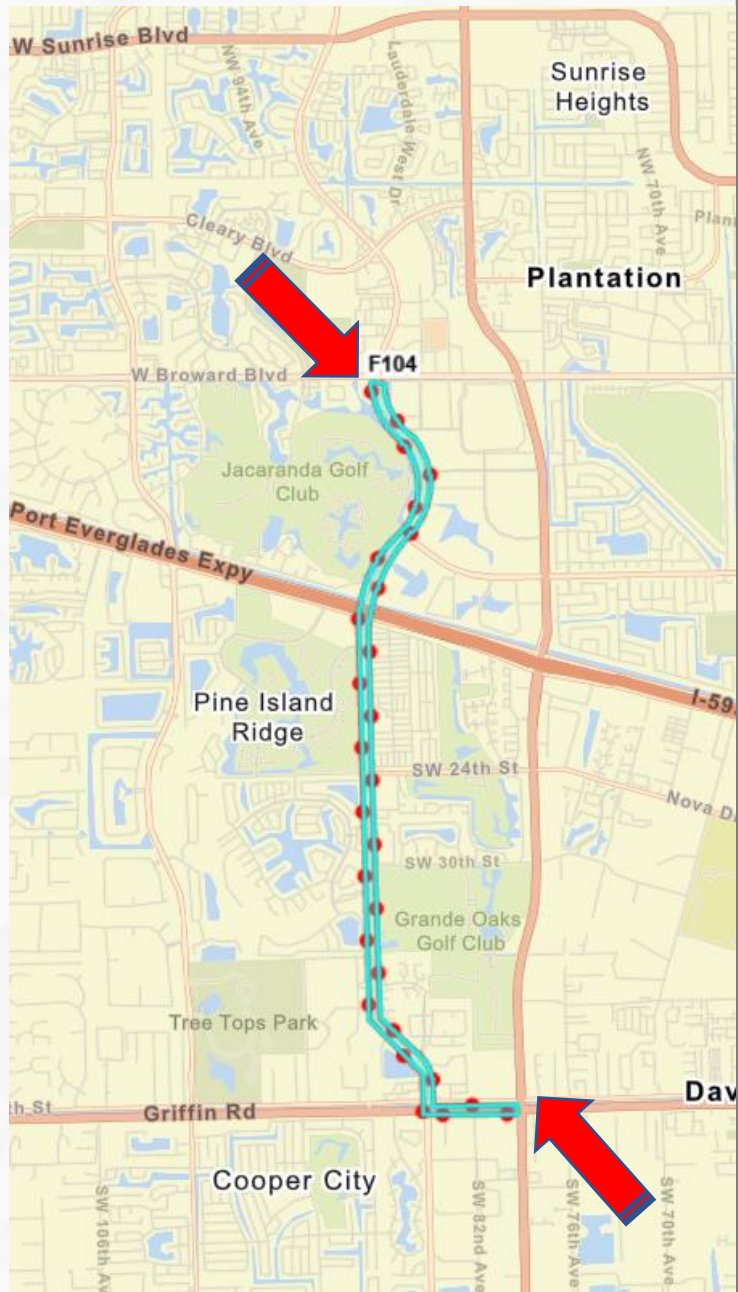 W Sunrise Blvd
NW 94th Ave
Lauderdale West Dr
Sunrise
Heights
NW 70th Ave
Plan
Cleary Blvd
Plantation
F104
W Broward Blvd
Jacaranda Golf
Club
Port Everglades Expy
I-59
Pine Island
Ridge
SW 24th St
Nova D
SW 30th St
Grande Oaks
Golf Club
Tree Tops Park
Dav
th St
Griffin Rd
Cooper City
SW 106th Av
SW 82nd Ave
SW 76th Ave
SW 70th Ave